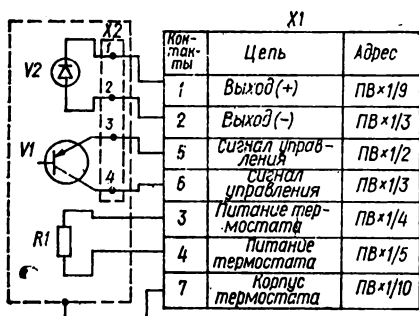 X1
X2
Кон-
так-
ты
Цепь
Адрес
1
Выход(+)
ПВ×1/9
2
Выход(–)
ПВ×1/3
5
Сигнал управ-
ления
ПВ×1/2
6
Сигнал
управления
ПВ×1/3
3
Питание тер-
мостата
ПВ×1/4
4
Питание
термостата
ПВ×1/5
7
Корпус
термостата
ПВ×1/10
V2
1
2
3
V1
4
R1